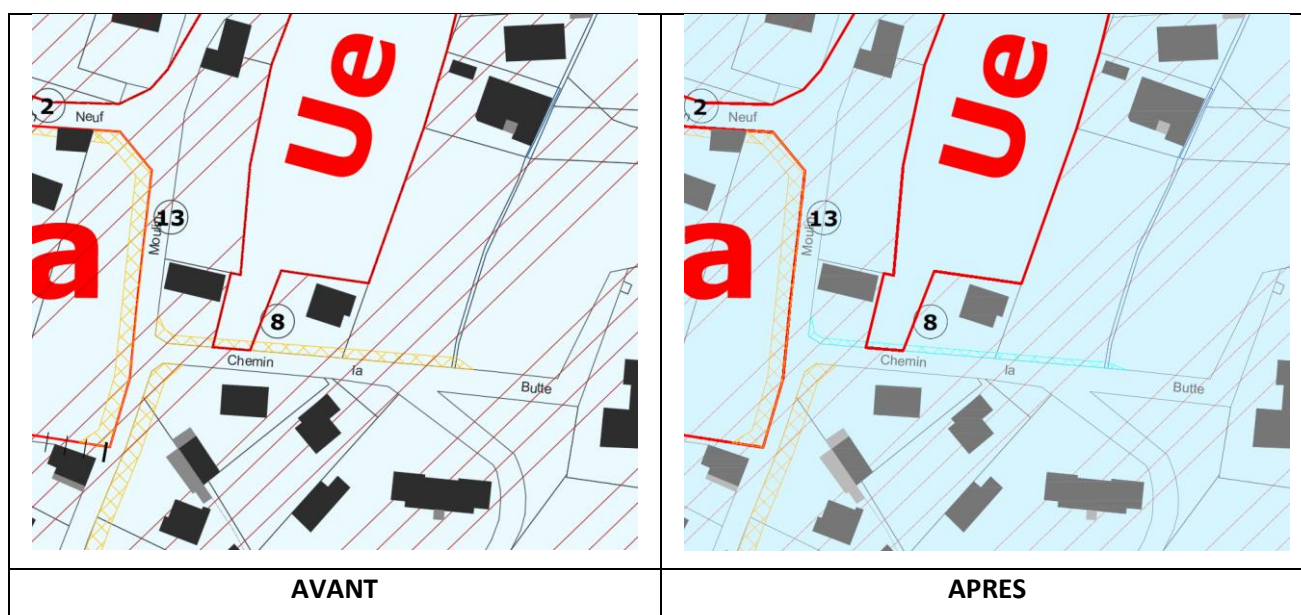 Ue
2
Neuf
13
Moulin
a
8
Chemin
la
Butte
AVANT
Ue
2
Neuf
13
Moulin
a
8
Chemin
la
Butte
APRES